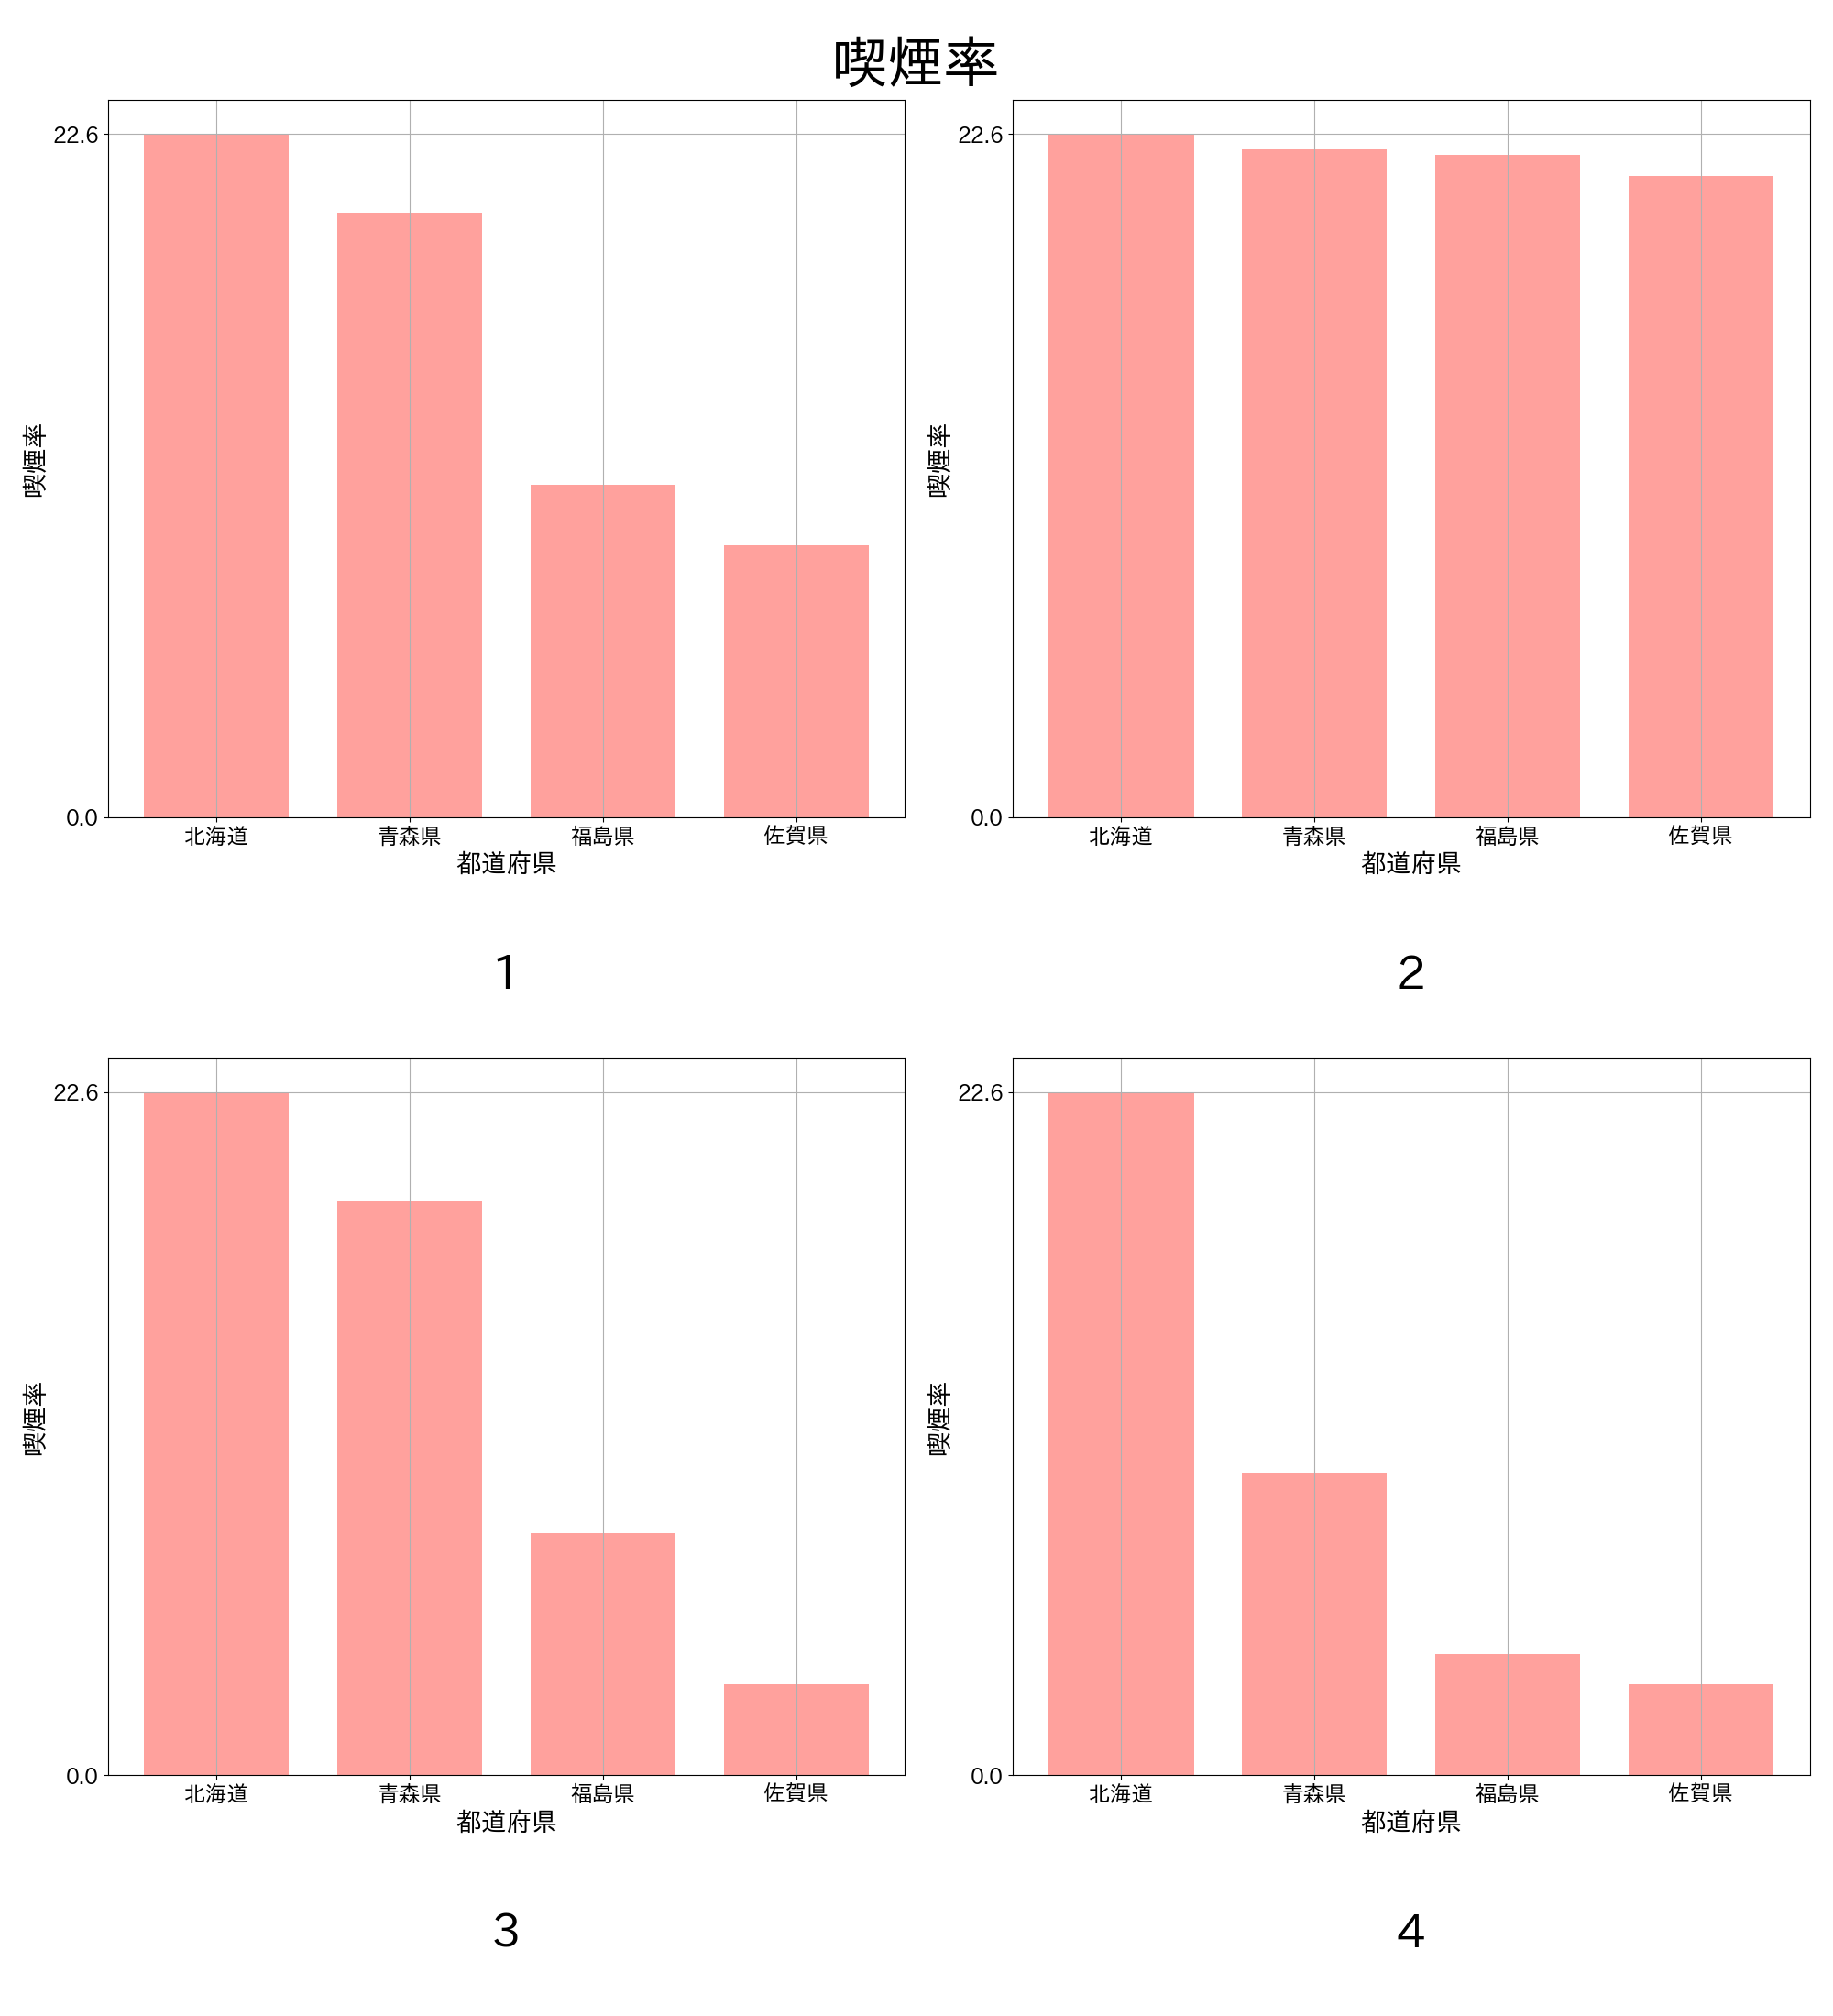 喫煙率
22.6
0.0
喫煙率
北海道 青森県 福島県 佐賀県
都道府県
1
22.6
0.0
喫煙率
北海道 青森県 福島県 佐賀県
都道府県
2
22.6
0.0
喫煙率
北海道 青森県 福島県 佐賀県
都道府県
3
22.6
0.0
喫煙率
北海道 青森県 福島県 佐賀県
都道府県
4